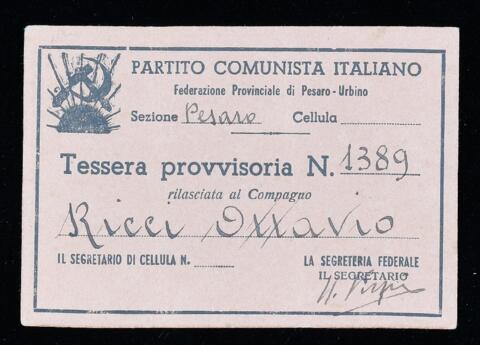 PARTITO COMUNISTA ITALIANO
Federazione Provinciale di Pesaro - Urbino
Sezione Pesaro Cellula
Tessera provvisoria N. 1389
rilasciata al Compagno
Ricci Ottavio
IL SEGRETARIO DI CELLULA N.
LA SEGRETERIA FEDERALE
IL SEGRETARIO